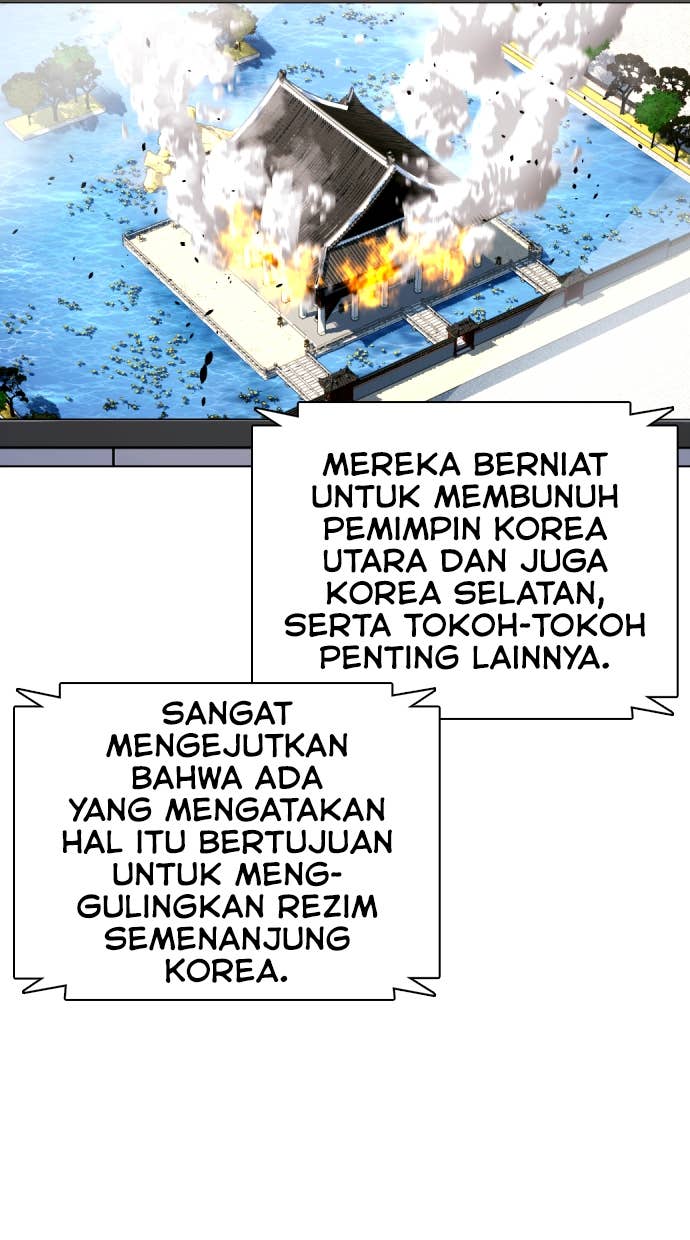 MEREKA BERNIAT
UNTUK MEMBUNUH
PEMIMPIN KOREA
UTARA DAN JUGA
KOREA SELATAN,
SERTA TOKOH-TOKOH
PENTING LAINNYA.
SANGAT
MENGEJUTKAN
BAHWA ADA
YANG MENGATAKAN
HAL ITU BERTUJUAN
UNTUK MENG-
GULINGKAN REZIM
SEMENANJUNG
KOREA.